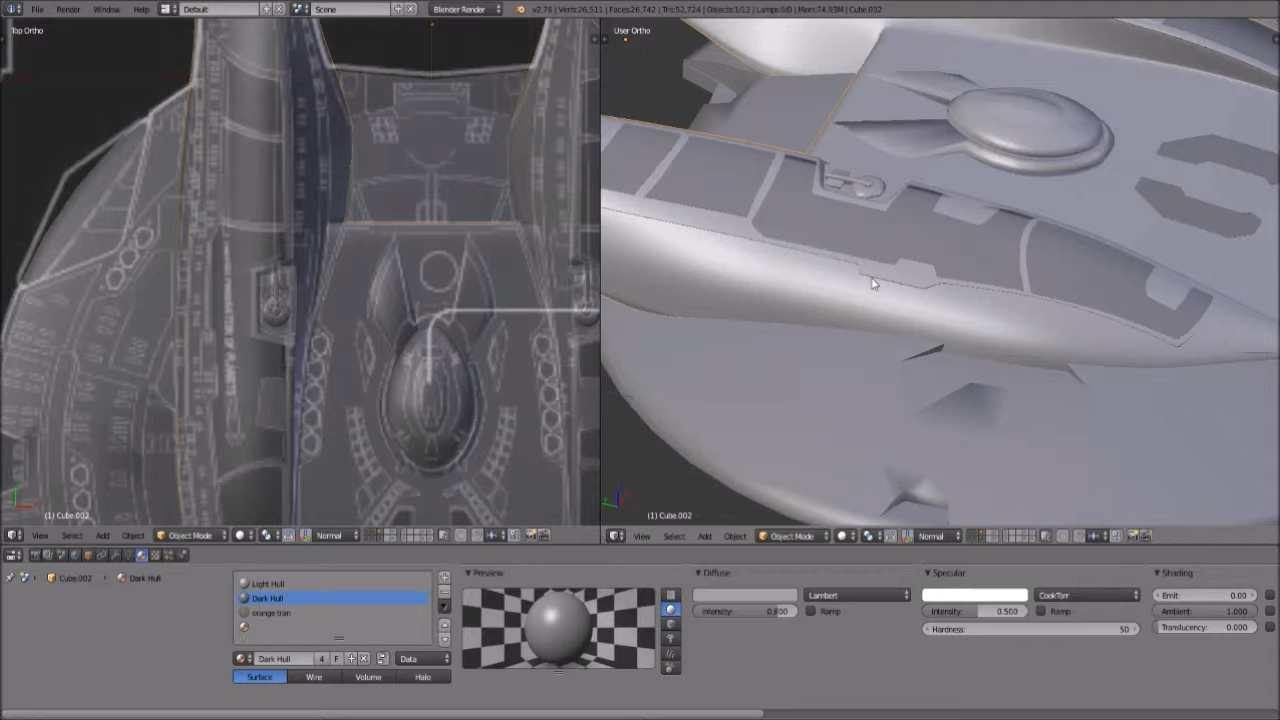 File Render Window Help Default Scene Blender Render v2.76 | Verts:26,511 | Faces:26,742 | Tris:52,724 | Objects:1/13 | Lamps:0/0 | Mem:74.93M | Cube.002
Top Ortho User Ortho
(1) Cube.002 (1) Cube.002
View Select Add Object Object Mode Normal View Select Add Object Object Mode Normal
Cube.002 Dark Hull
Light Hull
Dark Hull
orange tran
Dark Hull 4 F Data
Surface Wire Volume Halo
Preview
Diffuse
Lambert
Intensity: 0.800 Ramp
Specular
CookTorr
Intensity: 0.500 Ramp
Hardness: 50
Shading
Emit: 0.00
Ambient: 1.000
Translucency: 0.000